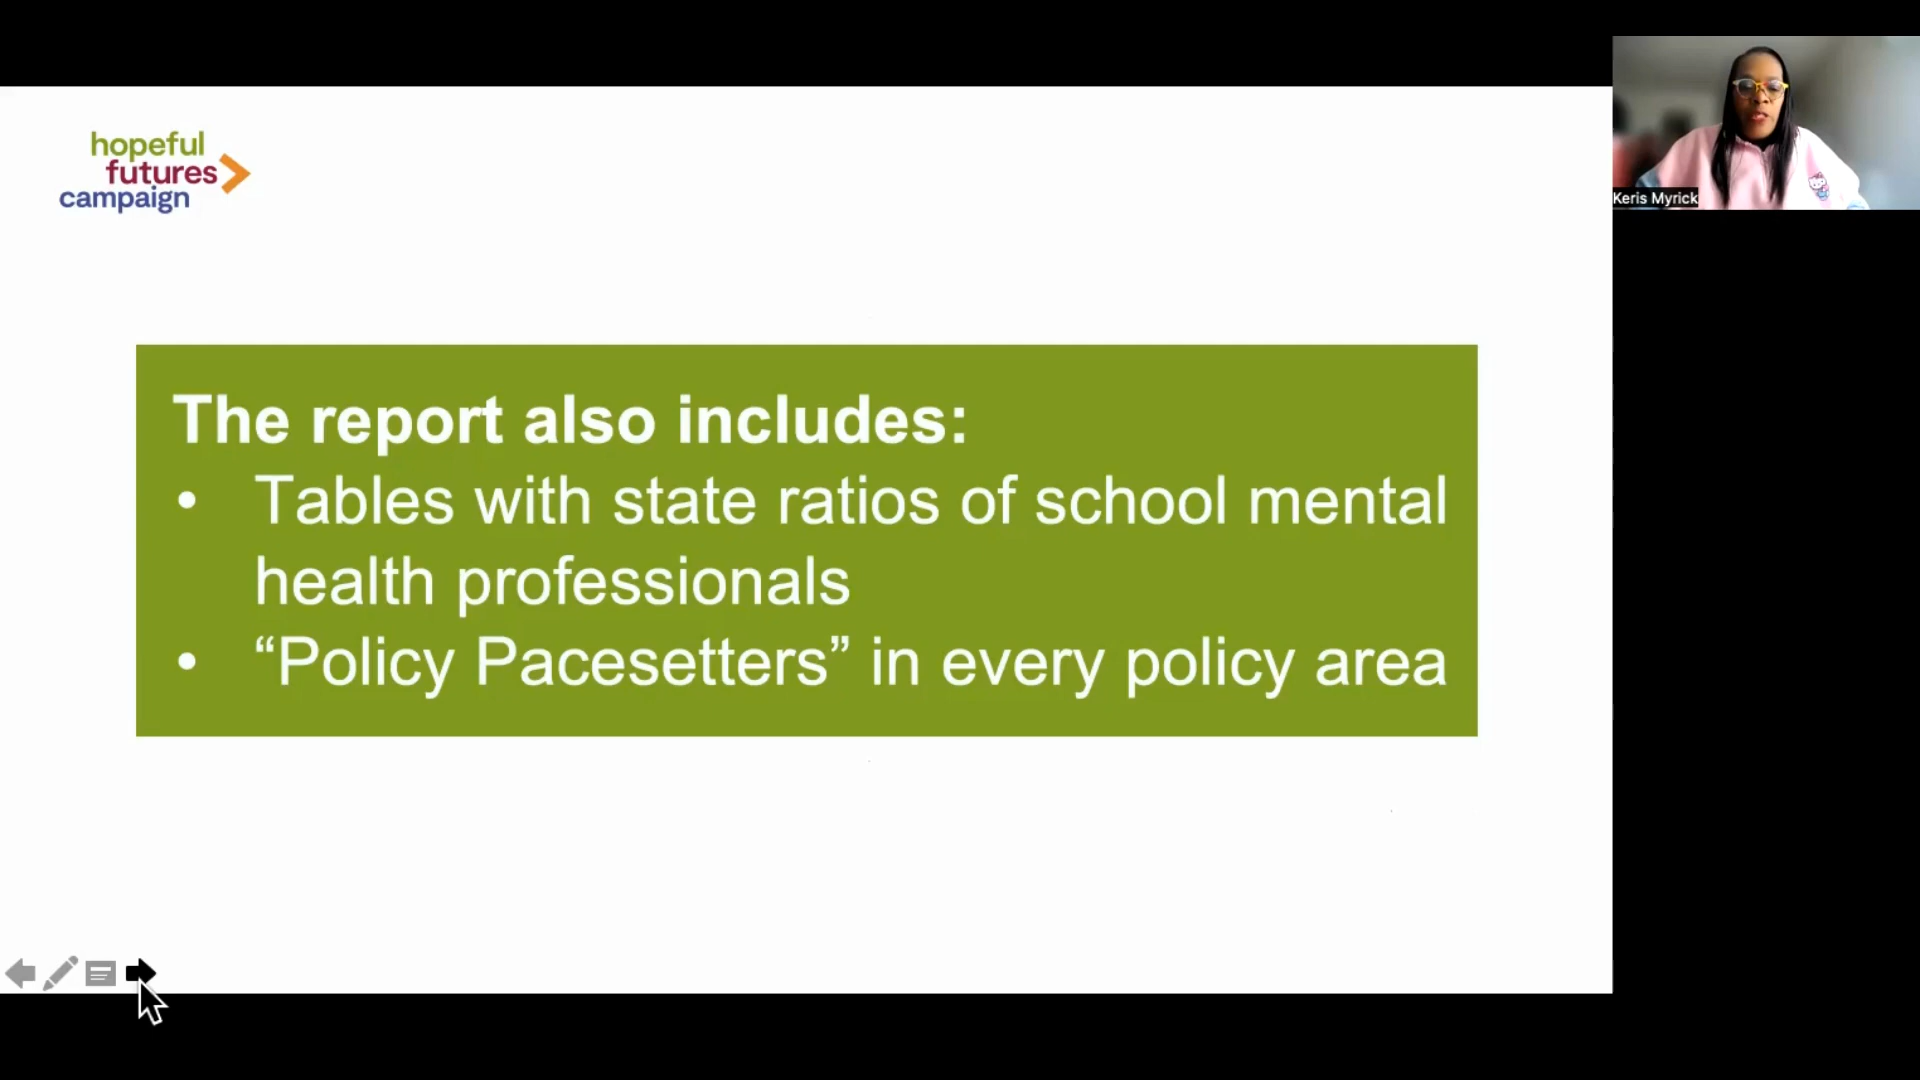 hopeful
futures
campaign
Keris Myrick
The report also includes:
• Tables with state ratios of school mental
health professionals
• “Policy Pacesetters” in every policy area